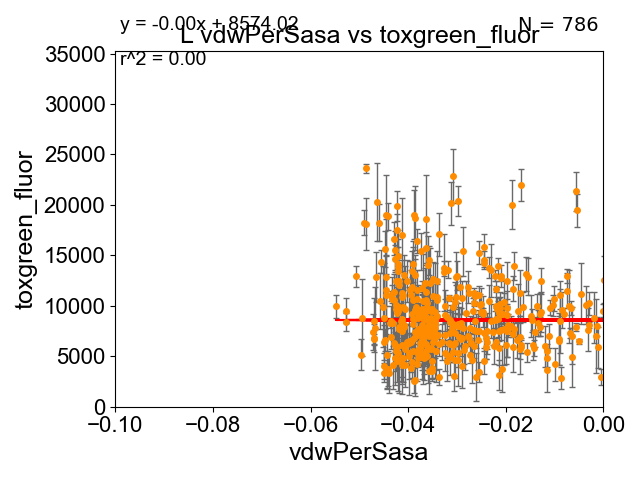 y = -0.00x + 8574.02
N = 786
L vdwPerSasa vs toxgreen_fluor
r^2 = 0.00
35000
30000
25000
20000
15000
10000
5000
0
toxgreen_fluor
−0.10 −0.08 −0.06 −0.04 −0.02 0.00
vdwPerSasa